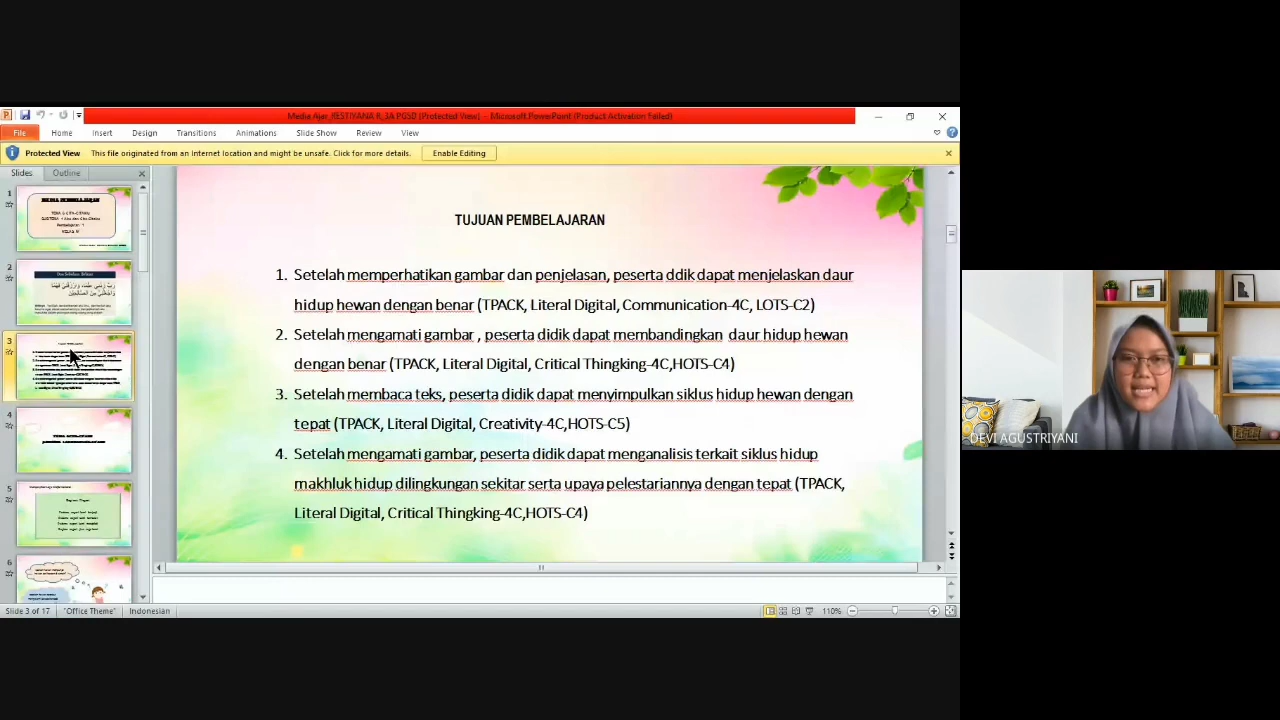 Media Ajar_RESTIYANA R_3A PGSD [Protected View] - Microsoft PowerPoint (Product Activation Failed)
File Home Insert Design Transitions Animations Slide Show Review View
Protected View This file originated from an Internet location and might be unsafe. Click for more details. Enable Editing
Slides Outline
1
2
3
4
5
6
TUJUAN PEMBELAJARAN
1. Setelah memperhatikan gambar dan penjelasan, peserta ddik dapat menjelaskan daur
hidup hewan dengan benar (TPACK, Literal Digital, Communication-4C, HOTS-C2)
2. Setelah mengamati gambar , peserta didik dapat membandingkan daur hidup hewan
dengan benar (TPACK, Literal Digital, Critical Thingking-4C,HOTS-C4)
3. Setelah membaca teks, peserta didik dapat menyimpulkan siklus hidup hewan dengan
tepat (TPACK, Literal Digital, Creativity-4C,HOTS-C5)
4. Setelah mengamati gambar, peserta didik dapat menganalisis terkait siklus hidup
makhluk hidup dilingkungan sekitar serta upaya pelestariannya dengan tepat (TPACK,
Literal Digital, Critical Thingking-4C,HOTS-C4)
Slide 3 of 17 "Office Theme" Indonesian 110%
DEVI AGUSTRIYANI